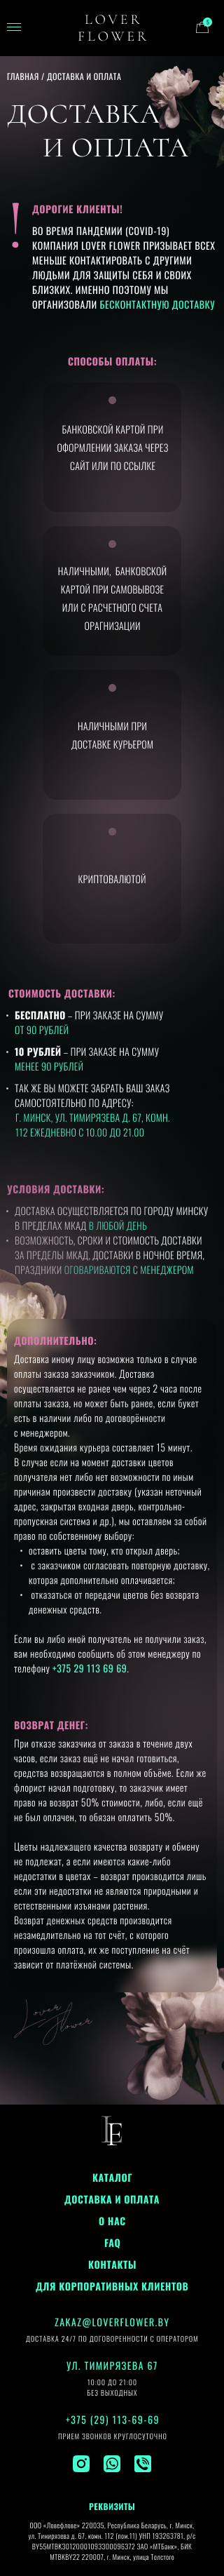 LOVER
FLOWER
ГЛАВНАЯ / ДОСТАВКА И ОПЛАТА
ДОСТАВКА
И ОПЛАТА
!
ДОРОГИЕ КЛИЕНТЫ!
ВО ВРЕМЯ ПАНДЕМИИ (COVID-19)
КОМПАНИЯ LOVER FLOWER ПРИЗЫВАЕТ ВСЕХ
МЕНЬШЕ КОНТАКТИРОВАТЬ С ДРУГИМИ
ЛЮДЬМИ ДЛЯ ЗАЩИТЫ СЕБЯ И СВОИХ
БЛИЗКИХ. ИМЕННО ПОЭТОМУ МЫ
ОРГАНИЗОВАЛИ БЕСКОНТАКТНУЮ ДОСТАВКУ
СПОСОБЫ ОПЛАТЫ:
БАНКОВСКОЙ КАРТОЙ ПРИ
ОФОРМЛЕНИИ ЗАКАЗА ЧЕРЕЗ
САЙТ ИЛИ ПО ССЫЛКЕ
НАЛИЧНЫМИ, БАНКОВСКОЙ
КАРТОЙ ПРИ САМОВЫВОЗЕ
ИЛИ С РАСЧЕТНОГО СЧЕТА
ОРАГНИЗАЦИИ
НАЛИЧНЫМИ ПРИ
ДОСТАВКЕ КУРЬЕРОМ
КРИПТОВАЛЮТОЙ
СТОИМОСТЬ ДОСТАВКИ:
• БЕСПЛАТНО – ПРИ ЗАКАЗЕ НА СУММУ
ОТ 90 РУБЛЕЙ
• 10 РУБЛЕЙ – ПРИ ЗАКАЗЕ НА СУММУ
МЕНЕЕ 90 РУБЛЕЙ
• ТАК ЖЕ ВЫ МОЖЕТЕ ЗАБРАТЬ ВАШ ЗАКАЗ
САМОСТОЯТЕЛЬНО ПО АДРЕСУ:
Г. МИНСК, УЛ. ТИМИРЯЗЕВА Д. 67, КОМН.
112 ЕЖЕДНЕВНО С 10.00 ДО 21.00
УСЛОВИЯ ДОСТАВКИ:
• ДОСТАВКА ОСУЩЕСТВЛЯЕТСЯ ПО ГОРОДУ МИНСКУ
В ПРЕДЕЛАХ МКАД В ЛЮБОЙ ДЕНЬ
• ВОЗМОЖНОСТЬ, СРОКИ И СТОИМОСТЬ ДОСТАВКИ
ЗА ПРЕДЕЛЫ МКАД, ДОСТАВКИ В НОЧНОЕ ВРЕМЯ,
ПРАЗДНИКИ ОГОВАРИВАЮТСЯ С МЕНЕДЖЕРОМ
ДОПОЛНИТЕЛЬНО:
Доставка иному лицу возможна только в случае
оплаты заказа заказчиком. Доставка
осуществляется не ранее чем через 2 часа после
оплаты заказа, но может быть ранее, если букет
есть в наличии либо по договорённости
с менеджером.
Время ожидания курьера составляет 15 минут.
В случае если на момент доставки цветов
получателя нет либо нет возможности по иным
причинам произвести доставку (указан неточный
адрес, закрытая входная дверь, контрольно-
пропускная система и др.), мы оставляем за собой
право по собственному выбору:
• оставить цветы тому, кто открыл дверь;
• с заказчиком согласовать повторную доставку,
которая дополнительно оплачивается;
• отказаться от передачи цветов без возврата
денежных средств.
Если вы либо иной получатель не получили заказ,
вам необходимо сообщить об этом менеджеру по
телефону +375 29 113 69 69.
ВОЗВРАТ ДЕНЕГ:
При отказе заказчика от заказа в течение двух
часов, если заказ ещё не начал готовиться,
средства возвращаются в полном объёме. Если же
флорист начал подготовку, то заказчик имеет
право на возврат 50% стоимости, либо, если ещё
не был оплачен, то обязан оплатить 50%.
Цветы надлежащего качества возврату и обмену
не подлежат, а если имеются какие-либо
недостатки в цветах – возврат производится лишь
если эти недостатки не являются природными и
естественными изъянами растения.
Возврат денежных средств производится
незамедлительно на тот счёт, с которого
произошла оплата, их же поступление на счёт
зависит от платёжной системы.
Lover
Flower
LF
КАТАЛОГ
ДОСТАВКА И ОПЛАТА
О НАС
FAQ
КОНТАКТЫ
ДЛЯ КОРПОРАТИВНЫХ КЛИЕНТОВ
ZAKAZ@LOVERFLOWER.BY
ДОСТАВКА 24/7 ПО ДОГОВОРЕННОСТИ С ОПЕРАТОРОМ
УЛ. ТИМИРЯЗЕВА 67
10:00 ДО 21:00
БЕЗ ВЫХОДНЫХ
+375 (29) 113-69-69
ПРИЕМ ЗВОНКОВ КРУГЛОСУТОЧНО
РЕКВИЗИТЫ
ООО «Ловефлове» 220035, Республика Беларусь, г. Минск,
ул. Тимирязева д. 67, комн. 112 (пом.11) УНП 193263781, р/с
BY55MTBK30120001093300096372 ЗАО «МТБанк», БИК
MTBKBY22 220007, г. Минск, улица Толстого